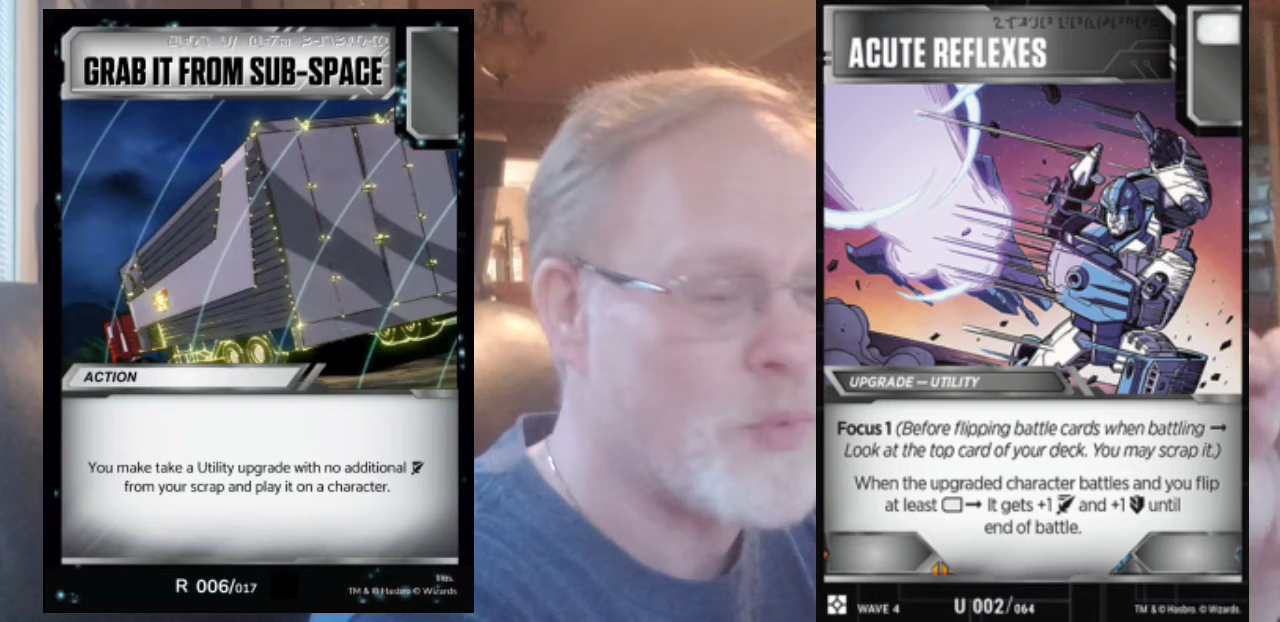 GRAB IT FROM SUB-SPACE
ACTION
You make take a Utility upgrade with no additional
from your scrap and play it on a character.
R 006/017
TM & © Hasbro © Wizards
ACUTE REFLEXES
UPGRADE — UTILITY
Focus 1 (Before flipping battle cards when battling →
Look at the top card of your deck. You may scrap it.)
When the upgraded character battles and you flip
at least → It gets +1 and +1 until
end of battle.
WAVE 4
U 002/064
TM & © Hasbro. © Wizards.